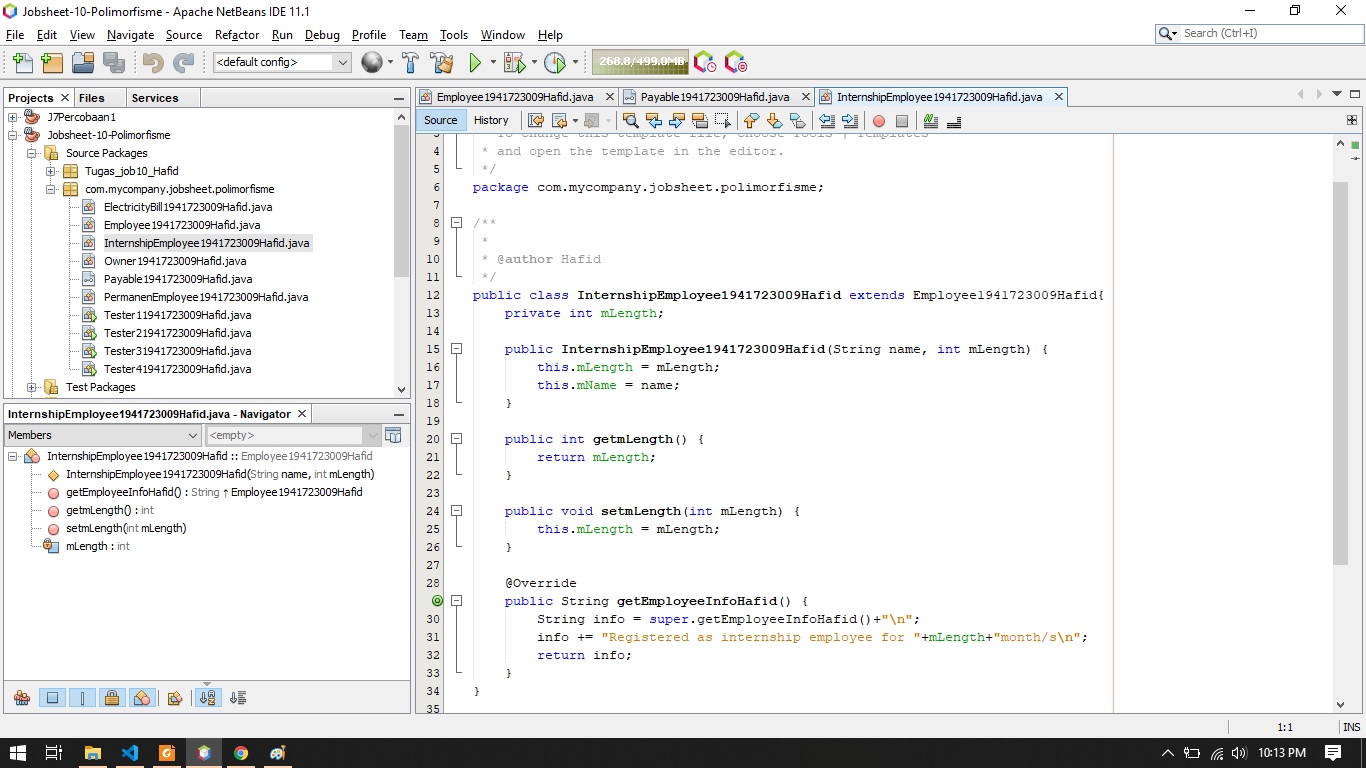 Jobsheet-10-Polimorfisme - Apache NetBeans IDE 11.1
File Edit View Navigate Source Refactor Run Debug Profile Team Tools Window Help
Search (Ctrl+I)
<default config>
268.8/499.0MB
Projects Files Services
J7Percobaan1
Jobsheet-10-Polimorfisme
Source Packages
Tugas_job10_Hafid
com.mycompany.jobsheet.polimorfisme
ElectricityBill1941723009Hafid.java
Employee1941723009Hafid.java
InternshipEmployee1941723009Hafid.java
Owner1941723009Hafid.java
Payable1941723009Hafid.java
PermanenEmployee1941723009Hafid.java
Tester11941723009Hafid.java
Tester21941723009Hafid.java
Tester31941723009Hafid.java
Tester41941723009Hafid.java
Test Packages
InternshipEmployee1941723009Hafid.java - Navigator
Members <empty>
InternshipEmployee1941723009Hafid :: Employee1941723009Hafid
InternshipEmployee1941723009Hafid(String name, int mLength)
getEmployeeInfoHafid() : String ↑ Employee1941723009Hafid
getmLength() : int
setmLength(int mLength)
mLength : int
Employee1941723009Hafid.java Payable1941723009Hafid.java InternshipEmployee1941723009Hafid.java
Source History
3 * To change this template file, choose Tools | Templates
4 * and open the template in the editor.
5 */
6 package com.mycompany.jobsheet.polimorfisme;
7
8 /**
9 *
10 * @author Hafid
11 */
12 public class InternshipEmployee1941723009Hafid extends Employee1941723009Hafid{
13 private int mLength;
14
15 public InternshipEmployee1941723009Hafid(String name, int mLength) {
16 this.mLength = mLength;
17 this.mName = name;
18 }
19
20 public int getmLength() {
21 return mLength;
22 }
23
24 public void setmLength(int mLength) {
25 this.mLength = mLength;
26 }
27
28 @Override
public String getEmployeeInfoHafid() {
30 String info = super.getEmployeeInfoHafid()+"\n";
31 info += "Registered as internship employee for "+mLength+"month/s\n";
32 return info;
33 }
34 }
35
1:1 INS
10:13 PM